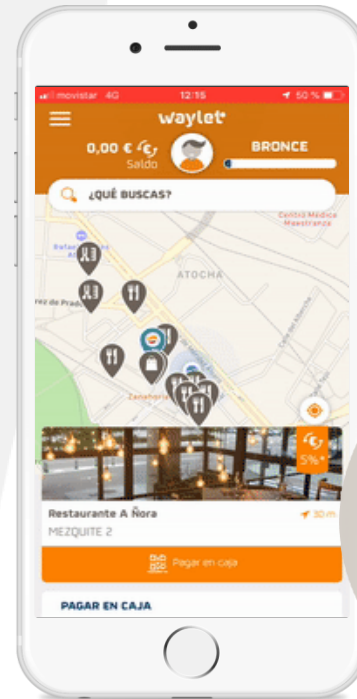 movistar 4G 12:15 50 %
waylet
0,00 € BRONCE
Saldo
¿QUÉ BUSCAS?
Centro Médico
Maestranza
ATOCHA
Zanahoria
5%*
Restaurante A Ñora 30 m
MEZQUITE 2
Pagar en caja
PAGAR EN CAJA